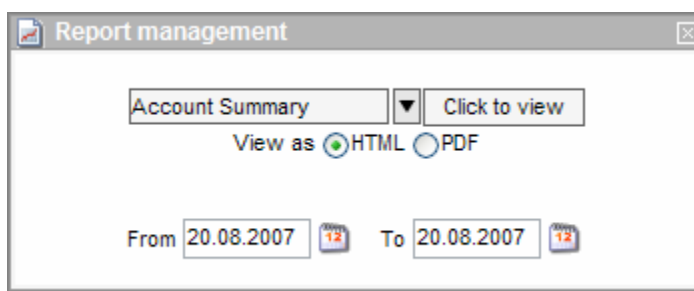 Report management
Account Summary Click to view
View as HTML PDF
From 20.08.2007 12 To 20.08.2007 12